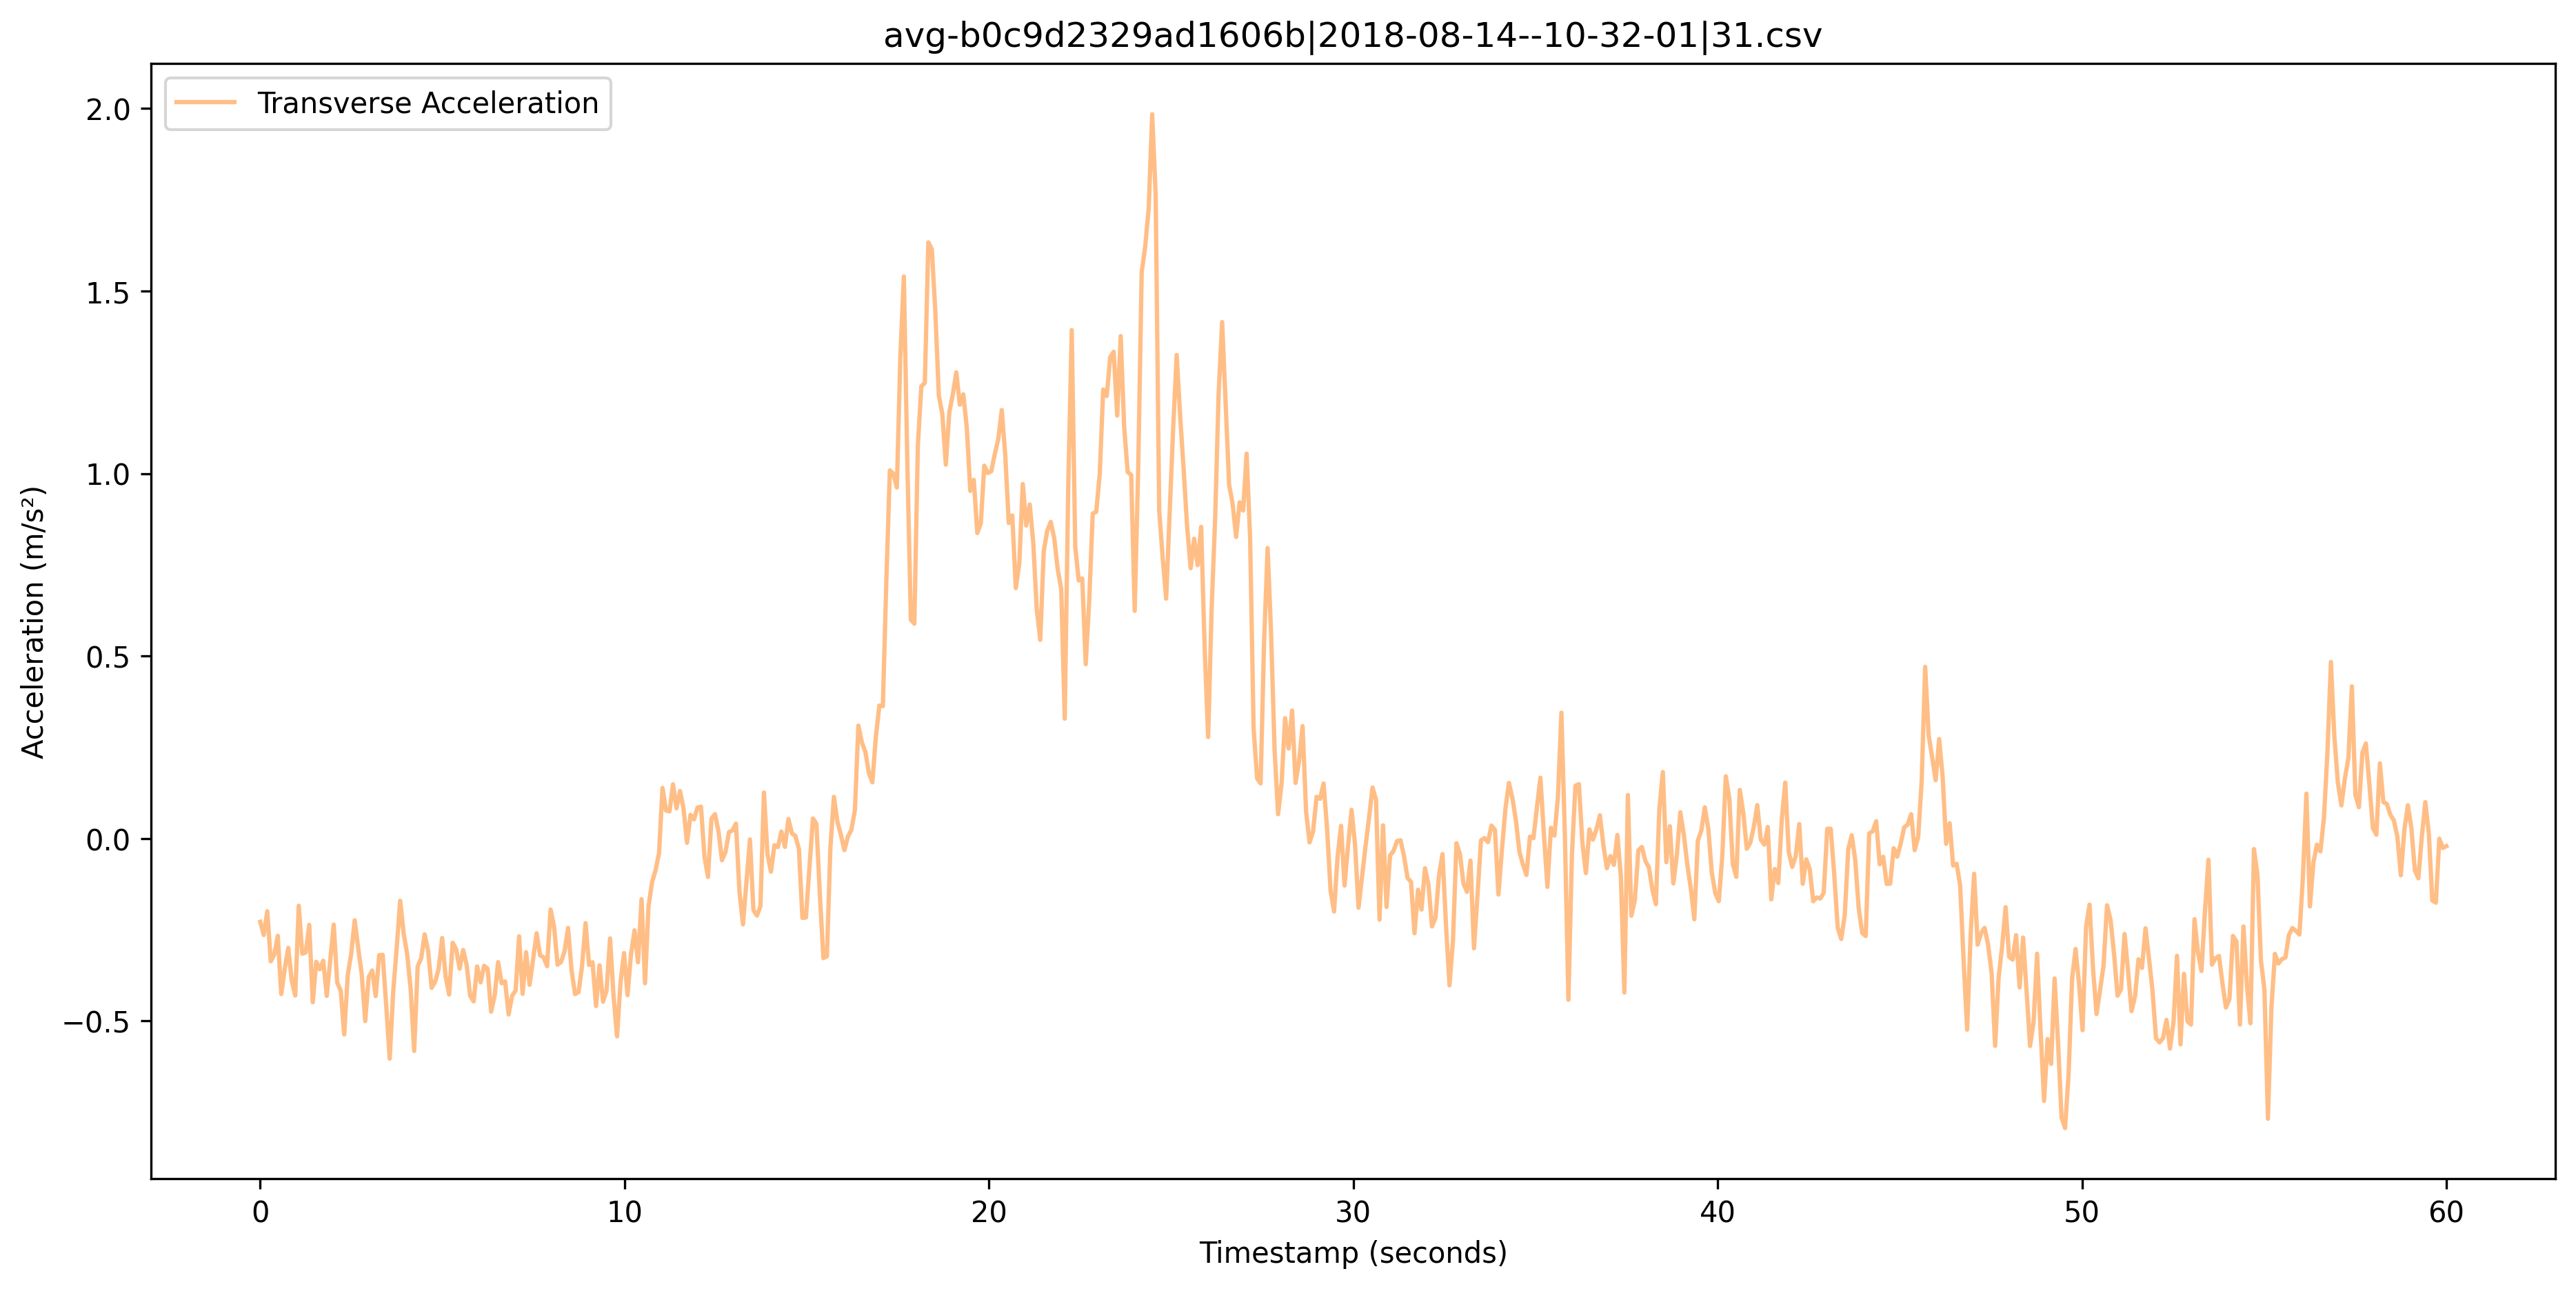 avg-b0c9d2329ad1606b|2018-08-14--10-32-01|31.csv
Transverse Acceleration
2.0
1.5
1.0
0.5
0.0
−0.5
Acceleration (m/s²)
0 10 20 30 40 50 60
Timestamp (seconds)